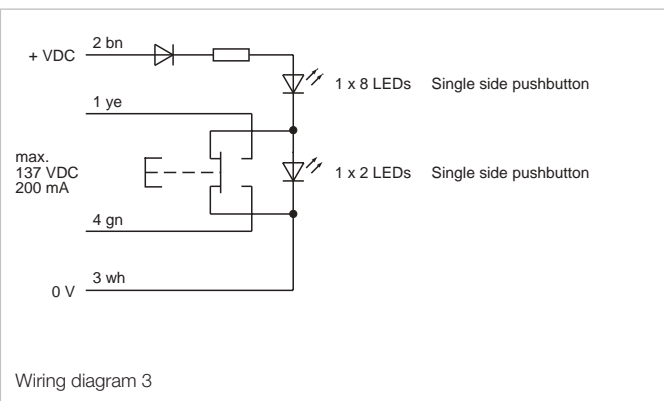 2 bn
+ VDC
1 x 8 LEDs Single side pushbutton
1 ye
max.
137 VDC
200 mA
1 x 2 LEDs Single side pushbutton
4 gn
3 wh
0 V
Wiring diagram 3